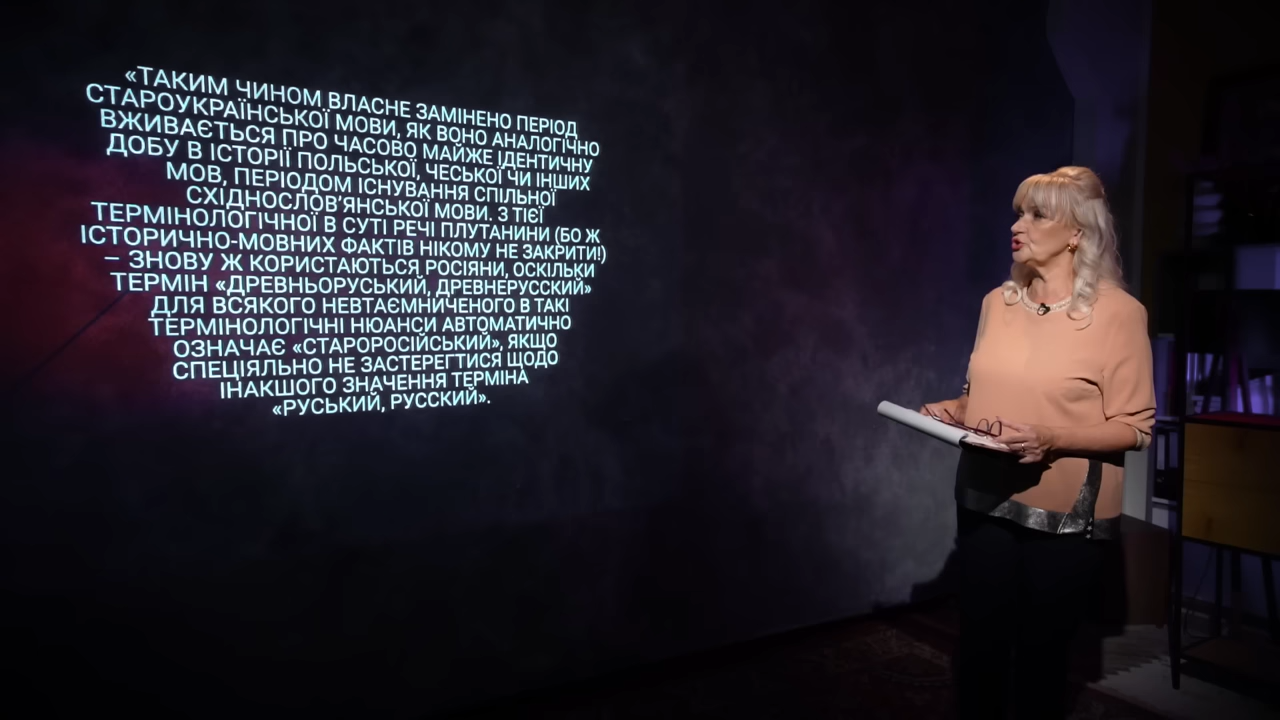 «ТАКИМ ЧИНОМ ВЛАСНЕ ЗАМІНЕНО ПЕРІОД
СТАРОУКРАЇНСЬКОЇ МОВИ, ЯК ВОНО АНАЛОГІЧНО
ВЖИВАЄТЬСЯ ПРО ЧАСОВО МАЙЖЕ ІДЕНТИЧНУ
ДОБУ В ІСТОРІЇ ПОЛЬСЬКОЇ, ЧЕСЬКОЇ ЧИ ІНШИХ
МОВ, ПЕРІОДОМ ІСНУВАННЯ СПІЛЬНОЇ
СХІДНОСЛОВ'ЯНСЬКОЇ МОВИ. З ТІЄЇ
ТЕРМІНОЛОГІЧНОЇ В СУТІ РЕЧІ ПЛУТАНИНИ (БО Ж
ІСТОРИЧНО-МОВНИХ ФАКТІВ НІКОМУ НЕ ЗАКРИТИ!)
– ЗНОВУ Ж КОРИСТАЮТЬСЯ РОСІЯНИ, ОСКІЛЬКИ
ТЕРМІН «ДРЕВНЬОРУСЬКИЙ, ДРЕВНЕРУССКИЙ»
ДЛЯ ВСЯКОГО НЕВТАЄМНИЧЕНОГО В ТАКІ
ТЕРМІНОЛОГІЧНІ НЮАНСИ АВТОМАТИЧНО
ОЗНАЧАЄ «СТАРОРОСІЙСЬКИЙ», ЯКЩО
СПЕЦІЯЛЬНО НЕ ЗАСТЕРЕГТИСЯ ЩОДО
ІНАКШОГО ЗНАЧЕННЯ ТЕРМІНА
«РУСЬКИЙ, РУССКИЙ».